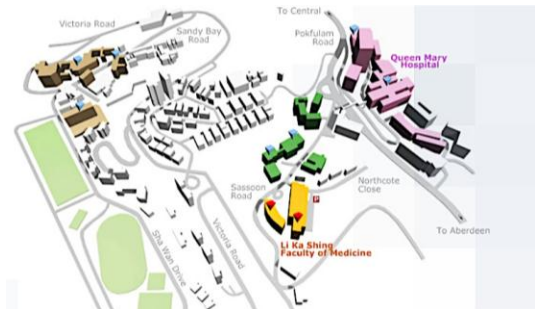 To Central
Victoria Road
Sandy Bay
Road
Pokfulam
Road
Queen Mary
Hospital
Sassoon
Road
Northcote
Close
P
To Aberdeen
Sha Wan Drive
Victoria Road
Li Ka Shing
Faculty of Medicine